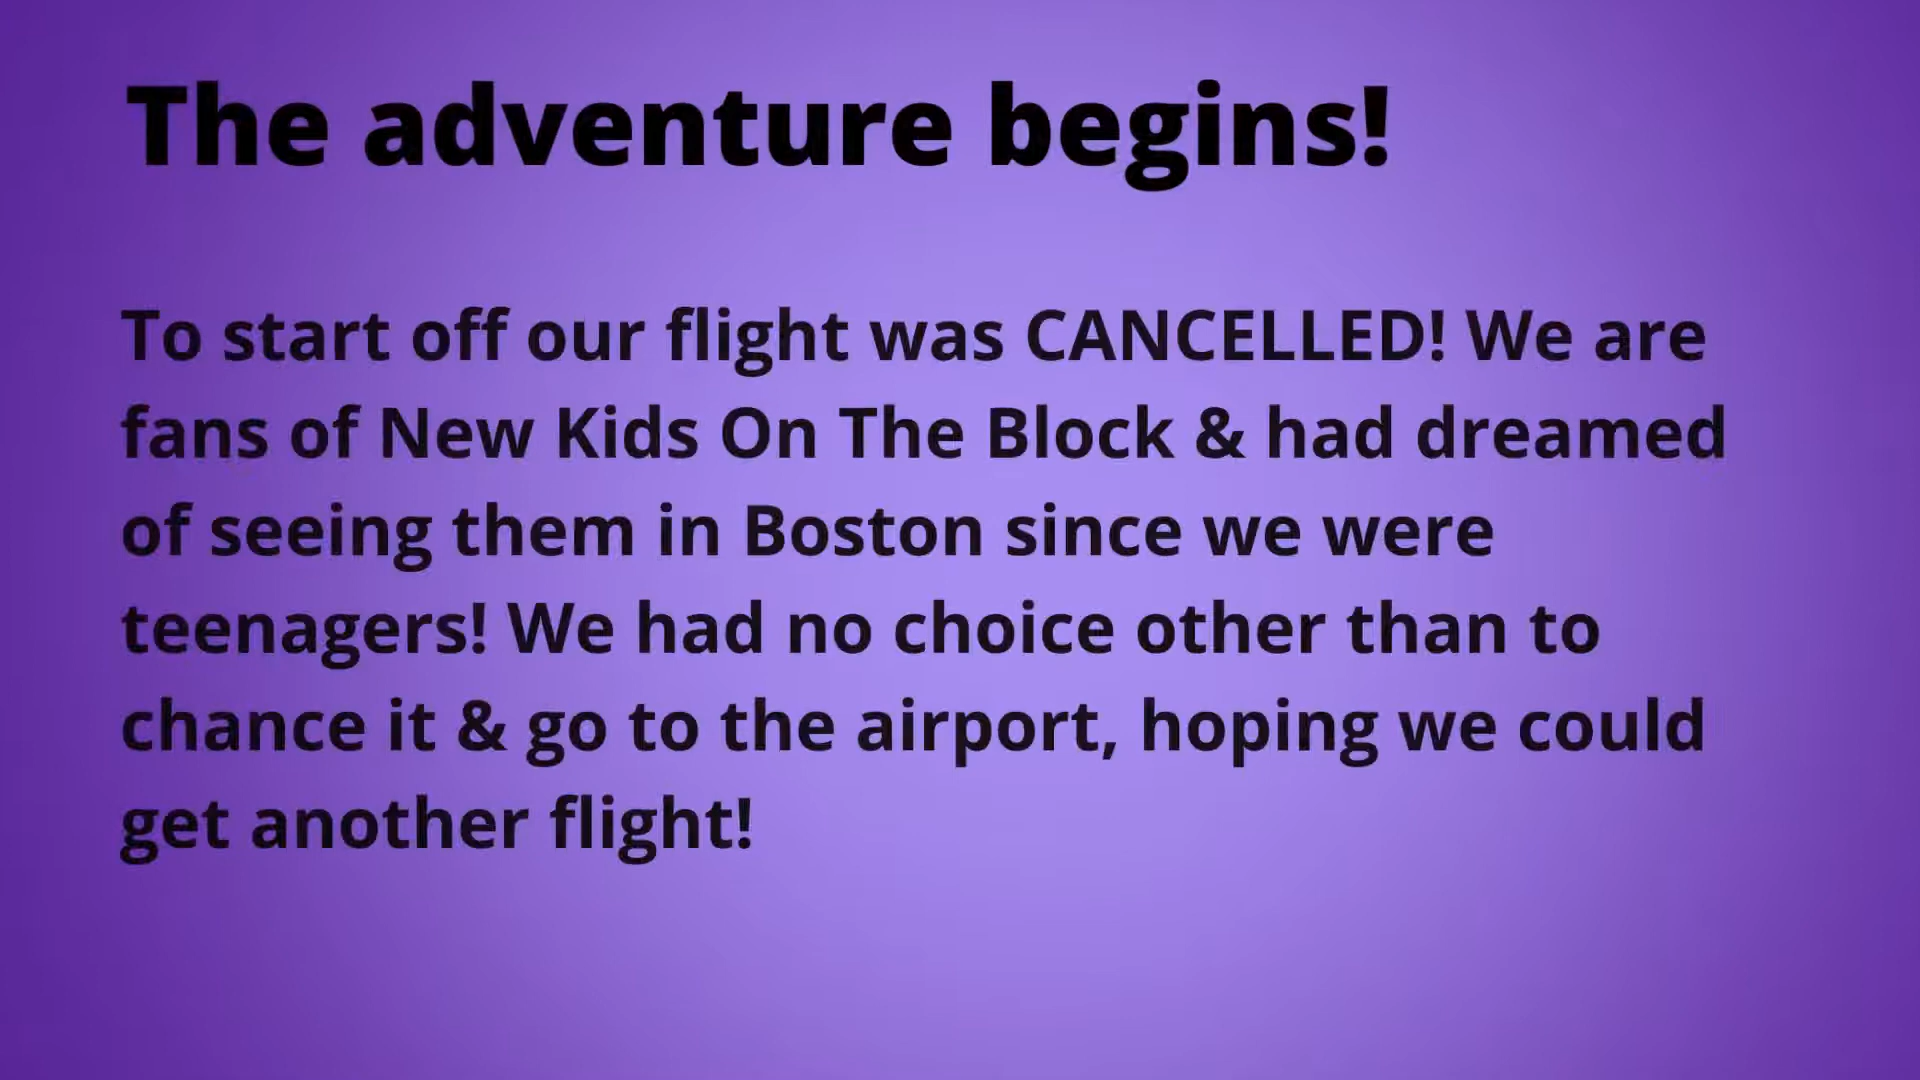 The adventure begins!
To start off our flight was CANCELLED! We are
fans of New Kids On The Block & had dreamed
of seeing them in Boston since we were
teenagers! We had no choice other than to
chance it & go to the airport, hoping we could
get another flight!